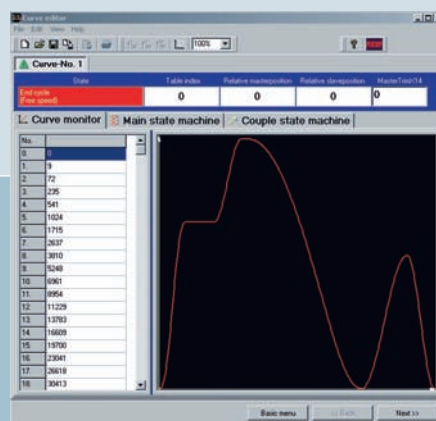 Curve editor
File Edit View Help
100%
Curve-No. 1
State Table index Relative masterposition Relative slaveposition
End cycle
(Free speed)
0 0 0 0
Curve monitor Main state machine Couple state machine
No.
0. 0
1. 9
2. 72
3. 235
4. 541
5. 1024
6. 1715
7. 2637
8. 3810
9. 5248
10. 6961
11. 8954
12. 11229
13. 13783
14. 16609
15. 19700
16. 23041
17. 26618
18. 30413
Basic menu << Back Next >>